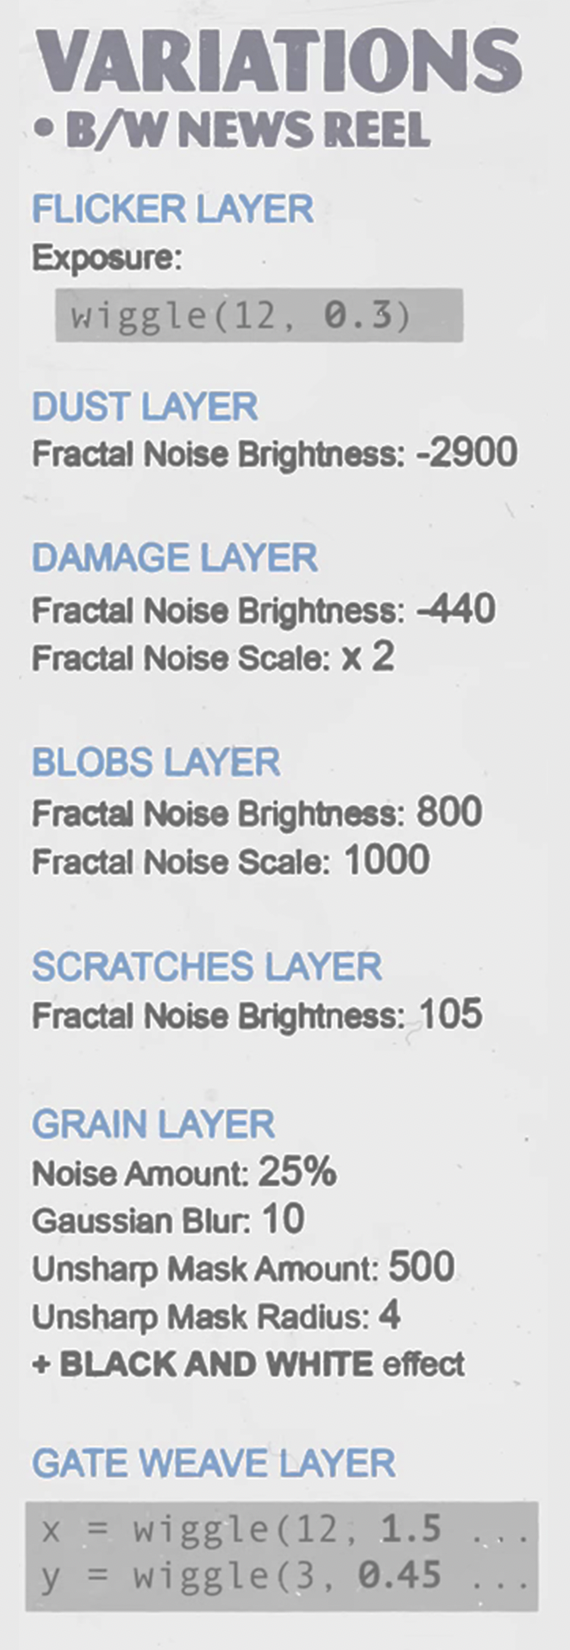 VARIATIONS
• B/W NEWS REEL
FLICKER LAYER
Exposure:
wiggle(12, 0.3)
DUST LAYER
Fractal Noise Brightness: -2900
DAMAGE LAYER
Fractal Noise Brightness: -440
Fractal Noise Scale: x 2
BLOBS LAYER
Fractal Noise Brightness: 800
Fractal Noise Scale: 1000
SCRATCHES LAYER
Fractal Noise Brightness: 105
GRAIN LAYER
Noise Amount: 25%
Gaussian Blur: 10
Unsharp Mask Amount: 500
Unsharp Mask Radius: 4
+ BLACK AND WHITE effect
GATE WEAVE LAYER
x = wiggle(12, 1.5 ...
y = wiggle(3, 0.45 ...